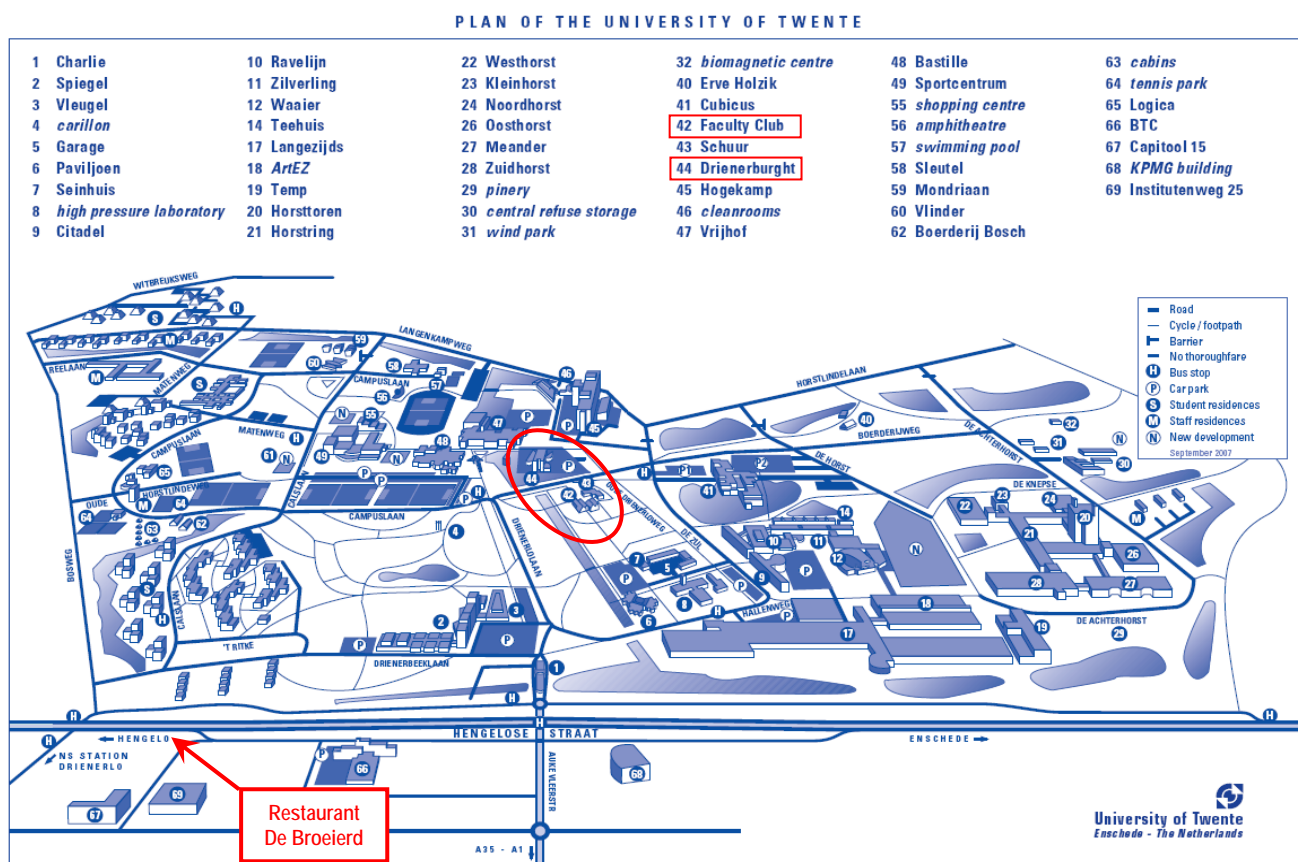 PLAN OF THE UNIVERSITY OF TWENTE
1 Charlie
2 Spiegel
3 Vleugel
4 carillon
5 Garage
6 Paviljoen
7 Seinhuis
8 high pressure laboratory
9 Citadel
10 Ravelijn
11 Zilverling
12 Waaier
14 Teehuis
17 Langezijds
18 ArtEZ
19 Temp
20 Horsttoren
21 Horstring
22 Westhorst
23 Kleinhorst
24 Noordhorst
26 Oosthorst
27 Meander
28 Zuidhorst
29 pinery
30 central refuse storage
31 wind park
32 biomagnetic centre
40 Erve Holzik
41 Cubicus
42 Faculty Club
43 Schuur
44 Drienerburght
45 Hogekamp
46 cleanrooms
47 Vrijhof
48 Bastille
49 Sportcentrum
55 shopping centre
56 amphitheatre
57 swimming pool
58 Sleutel
59 Mondriaan
60 Vlinder
62 Boerderij Bosch
63 cabins
64 tennis park
65 Logica
66 BTC
67 Capitool 15
68 KPMG building
69 Instituteweg 25
Road
Cycle / footpath
Barrier
No thoroughfare
H Bus stop
P Car park
S Student residences
M Staff residences
N New development
September 2007
WITBREUKSWEG
REELAAN
MATENWEG
LANGENKAMPWEG
CAMPUSLAAN
MATENWEG
CAMPUSLAAN
OUDE
HORSTLINDEWEG
CALSLAAN
CAMPUSLAAN
BOSWEG
CALSLAAN
'T RITKE
DRIENERBEEKLAAN
DRIENERLOLAAN
OUDE DRIENERLOWEG
DE ZUL
HALLENWEG
HORSTLINDELAAN
BOERDERIJWEG
DE HORST
DE ACHTERHORST
DE KNEPSE
DE ACHTERHORST
HENGELOSE STRAAT
HENGELO
ENSCHEDE
NS STATION
DRIENERLO
AUKE VLEERSTR
A35 - A1
Restaurant
De Broeierd
University of Twente
Enschede - The Netherlands